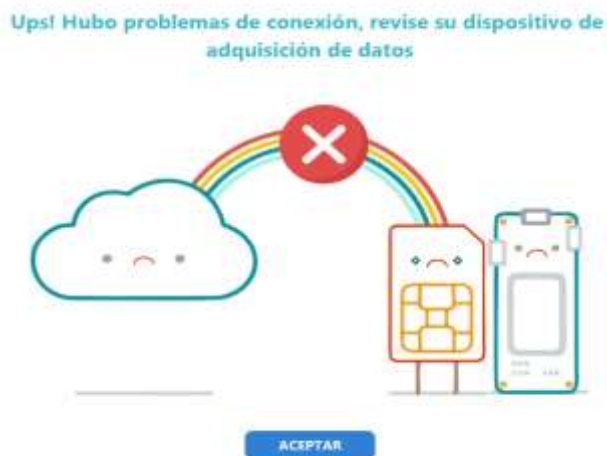 Ups! Hubo problemas de conexión, revise su dispositivo de
adquisición de datos
ACEPTAR